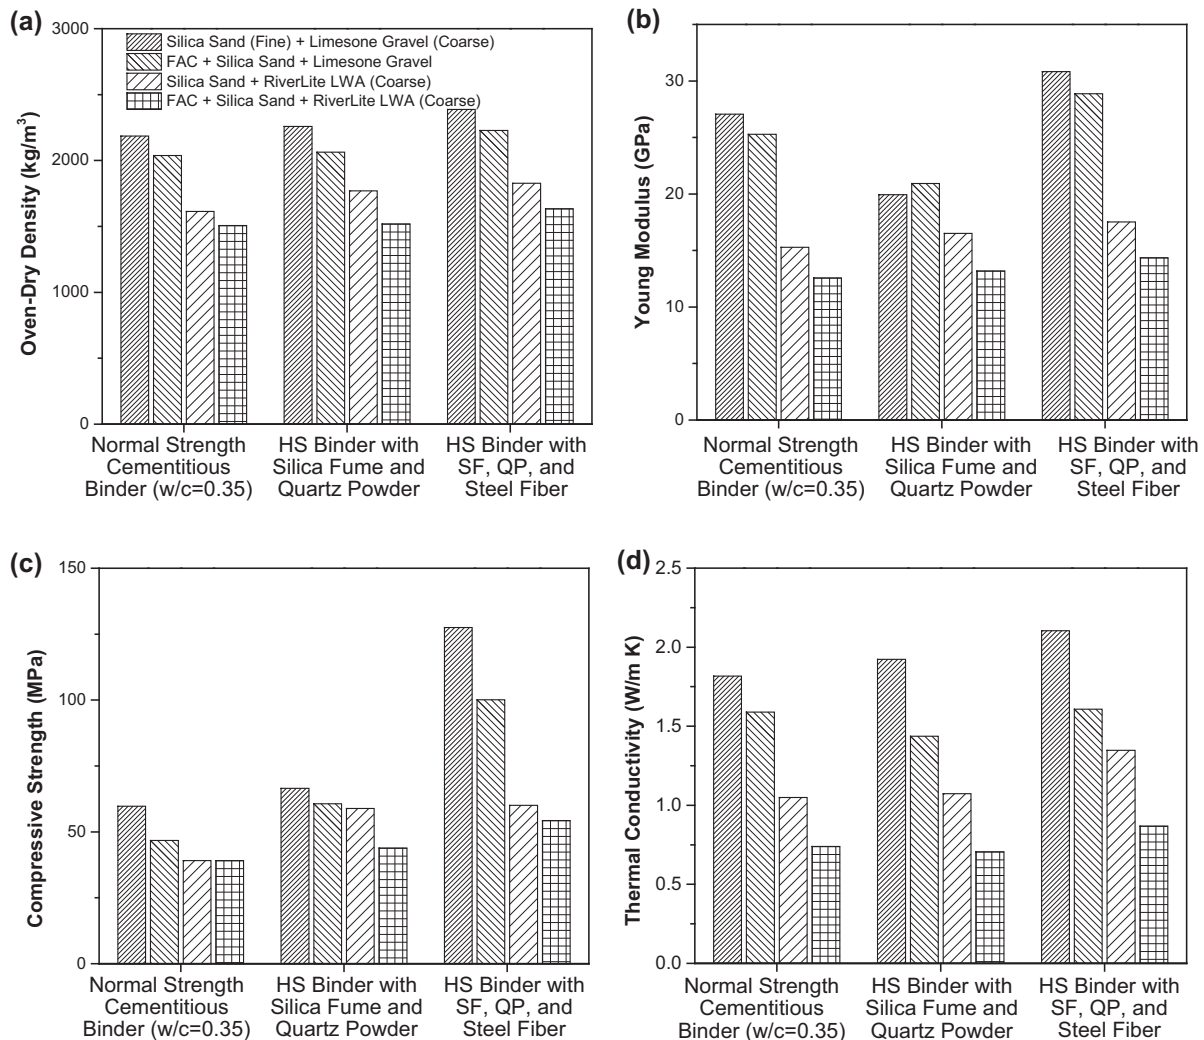 (a)
3000
2000
1000
0
Oven-Dry Density (kg/m³)
Silica Sand (Fine) + Limesone Gravel (Coarse)
FAC + Silica Sand + Limesone Gravel
Silica Sand + RiverLite LWA (Coarse)
FAC + Silica Sand + RiverLite LWA (Coarse)
Normal Strength
Cementitious
Binder (w/c=0.35)
HS Binder with
Silica Fume and
Quartz Powder
HS Binder with
SF, QP, and
Steel Fiber
(b)
30
20
10
0
Young Modulus (GPa)
Normal Strength
Cementitious
Binder (w/c=0.35)
HS Binder with
Silica Fume and
Quartz Powder
HS Binder with
SF, QP, and
Steel Fiber
(c)
150
100
50
0
Compressive Strength (MPa)
Normal Strength
Cementitious
Binder (w/c=0.35)
HS Binder with
Silica Fume and
Quartz Powder
HS Binder with
SF, QP, and
Steel Fiber
(d)
2.5
2.0
1.5
1.0
0.5
0.0
Thermal Conductivity (W/m K)
Normal Strength
Cementitious
Binder (w/c=0.35)
HS Binder with
Silica Fume and
Quartz Powder
HS Binder with
SF, QP, and
Steel Fiber